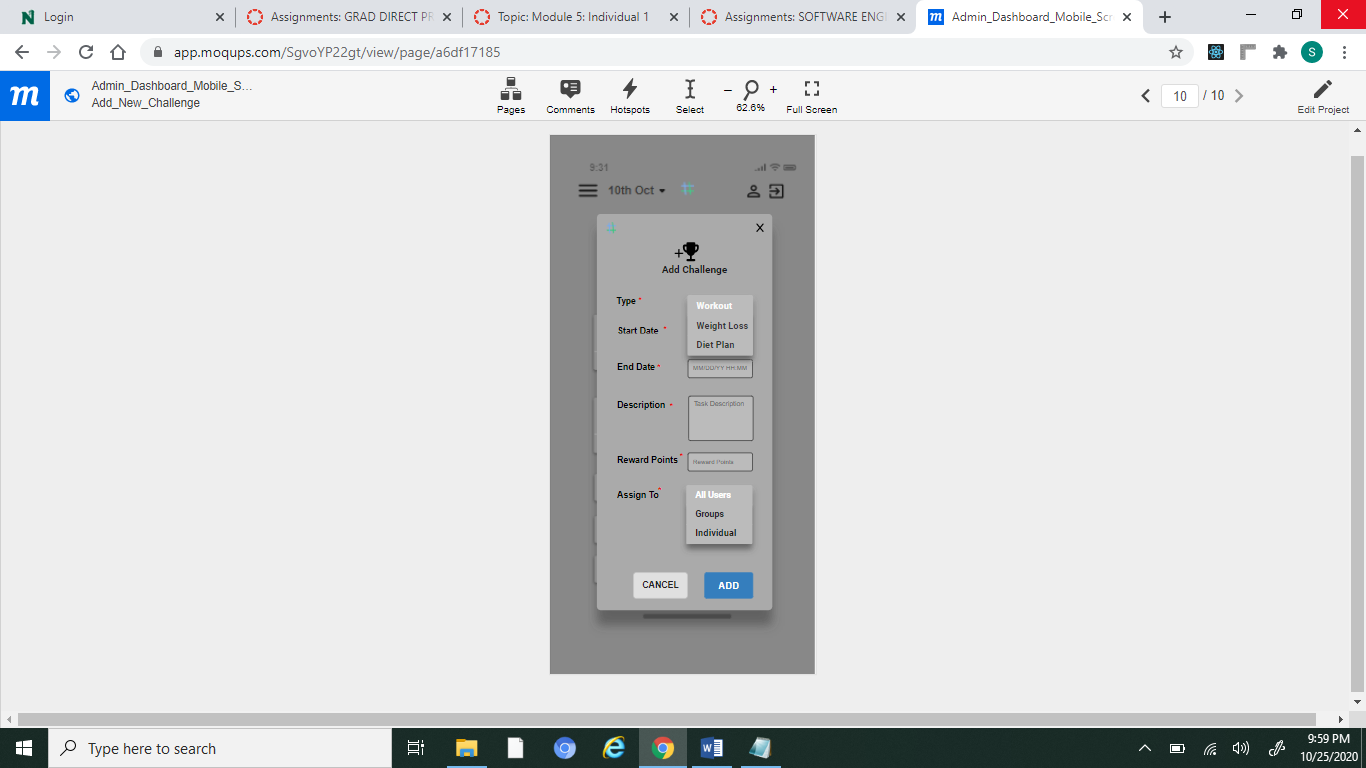 Login
Assignments: GRAD DIRECT PR
Topic: Module 5: Individual 1
Assignments: SOFTWARE ENGI
Admin_Dashboard_Mobile_Scr
app.moqups.com/SgvoYP22gt/view/page/a6df17185
S
m
Admin_Dashboard_Mobile_S...
Add_New_Challenge
Pages
Comments
Hotspots
Select
− 62.6% +
Full Screen
10 / 10
Edit Project
9:31
10th Oct
X
+
Add Challenge
Type *
Workout
Weight Loss
Diet Plan
Start Date *
End Date *
MM/DD/YY HH:MM
Description *
Task Description
Reward Points *
Reward Points
Assign To *
All Users
Groups
Individual
CANCEL
ADD
Type here to search
9:59 PM
10/25/2020